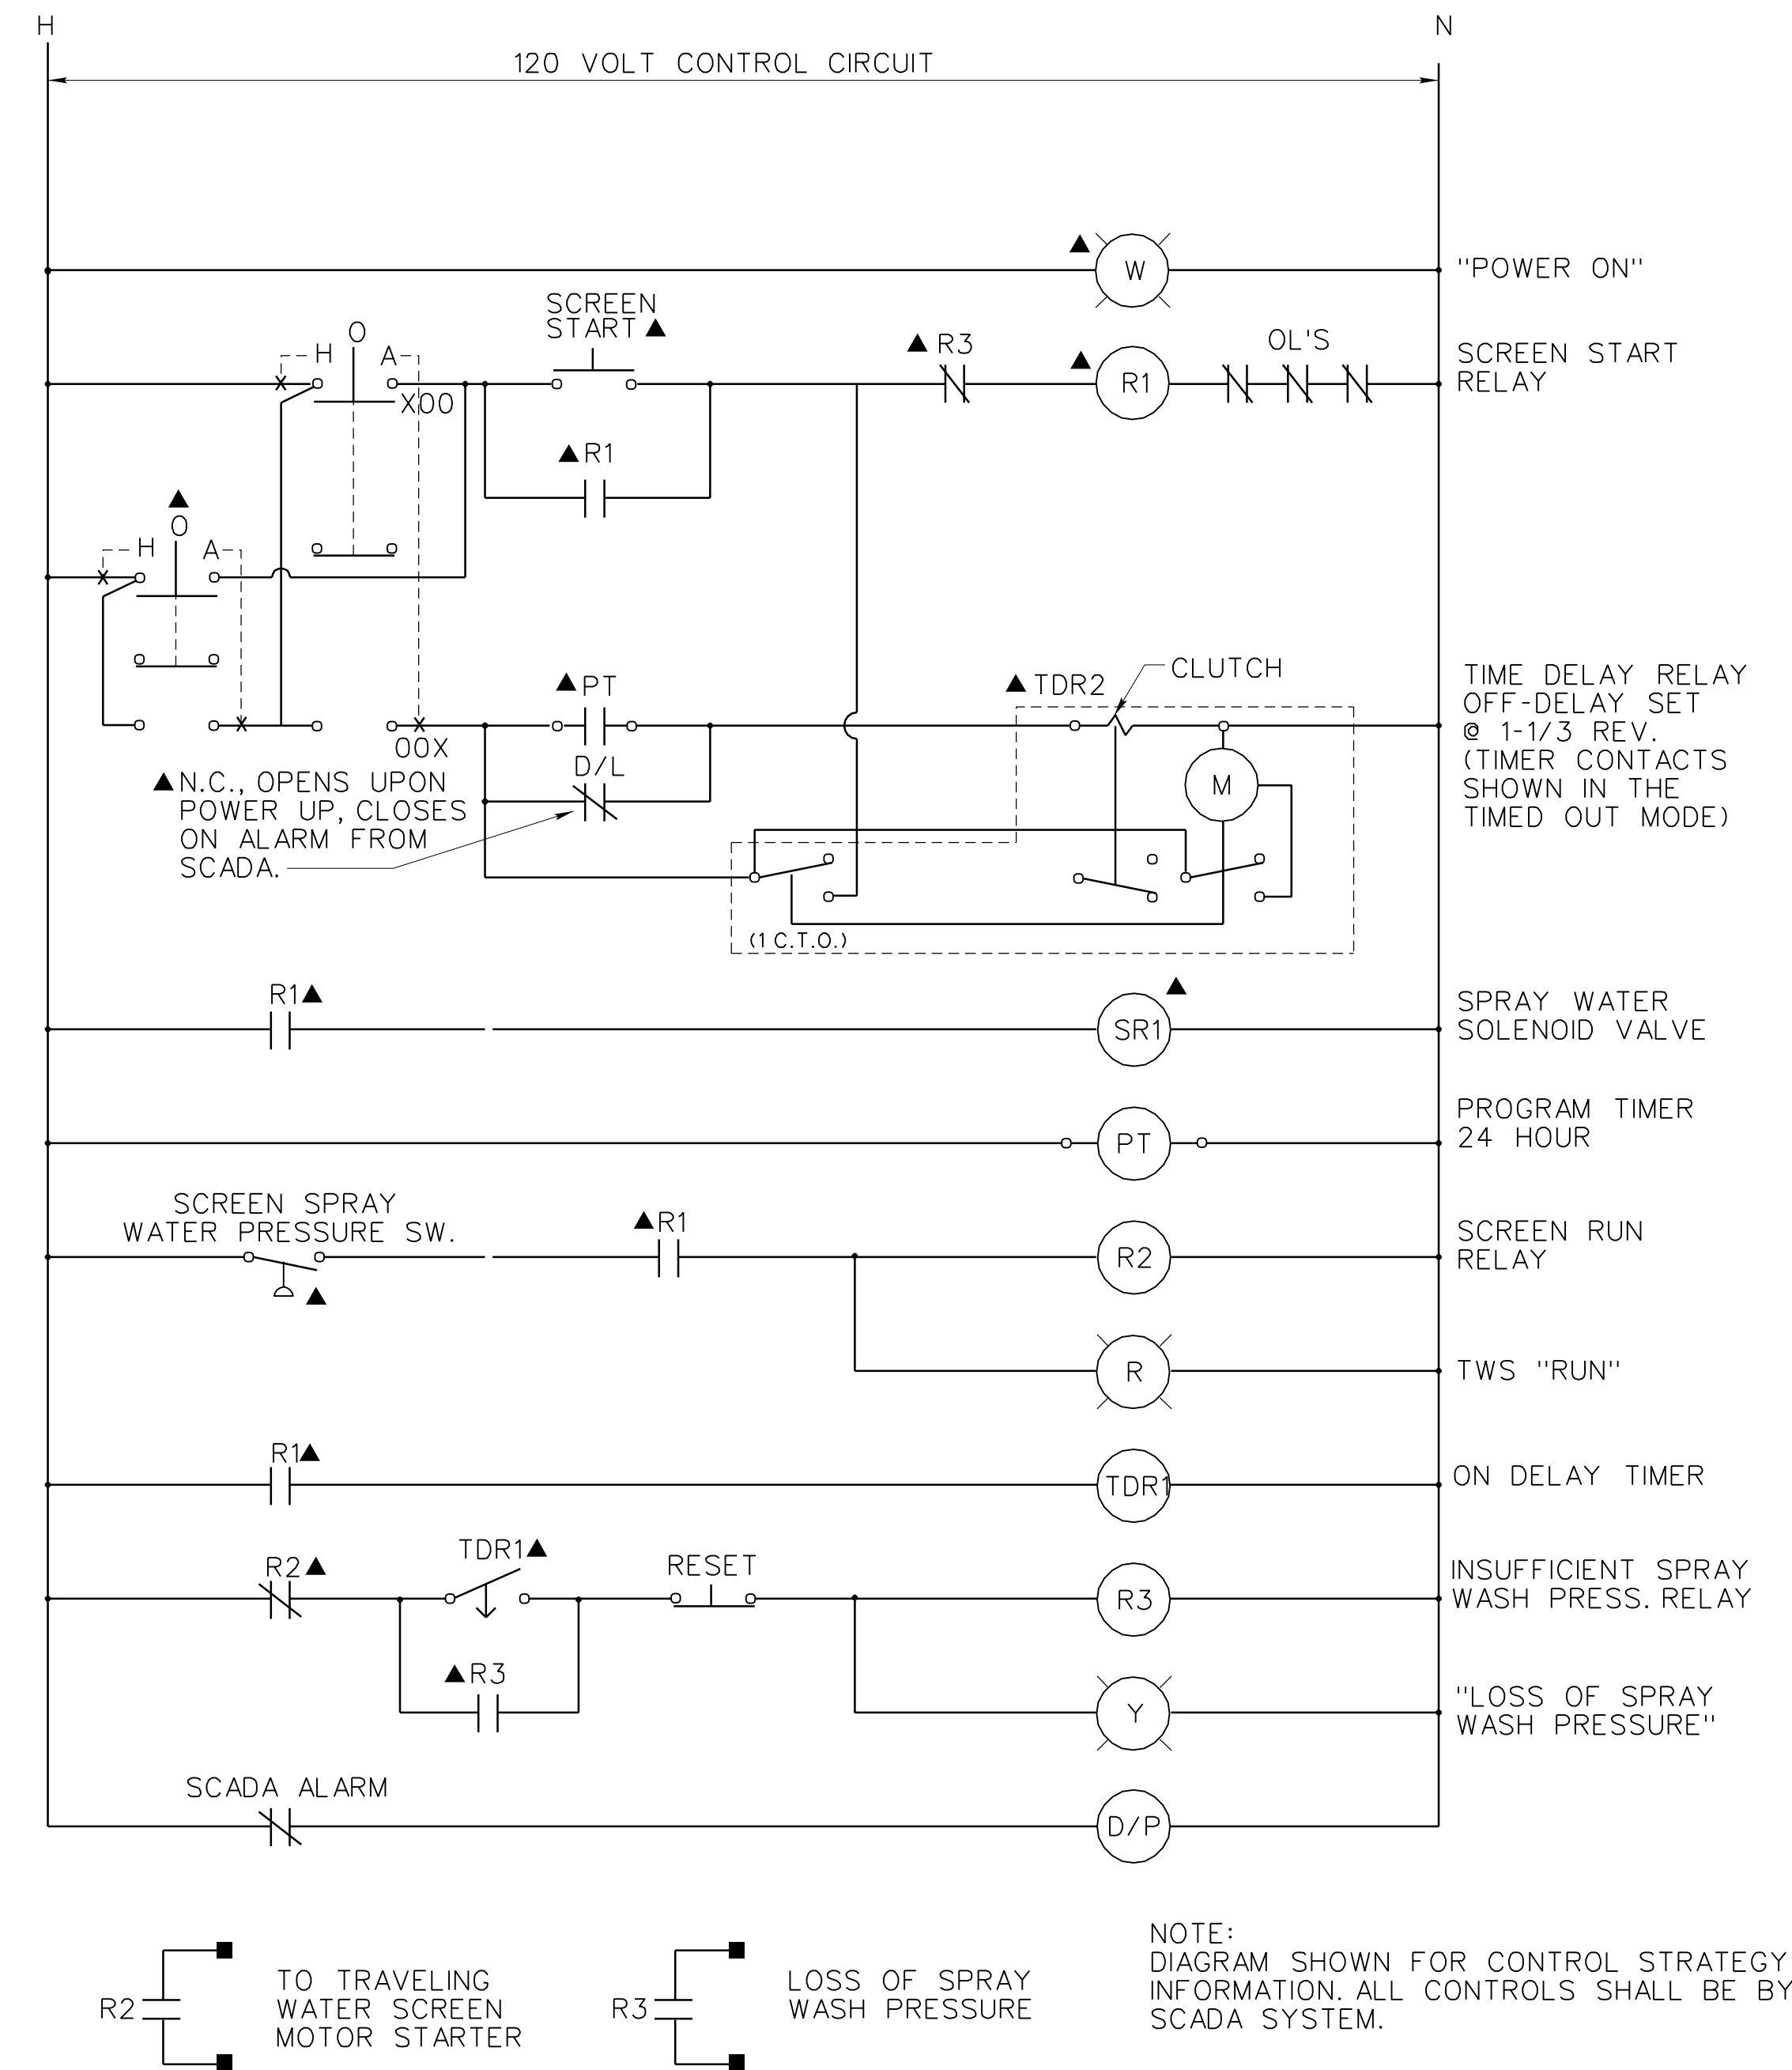 H
N
120 VOLT CONTROL CIRCUIT
W
"POWER ON"
SCREEN
START
H
O
A
X00
R3
R1
OL'S
SCREEN START
RELAY
R1
H
O
A
PT
00X
D/L
TDR2
CLUTCH
M
TIME DELAY RELAY
OFF-DELAY SET
@ 1-1/3 REV.
(TIMER CONTACTS
SHOWN IN THE
TIMED OUT MODE)
N.C., OPENS UPON
POWER UP, CLOSES
ON ALARM FROM
SCADA.
(1 C.T.O.)
R1
SR1
SPRAY WATER
SOLENOID VALVE
PT
PROGRAM TIMER
24 HOUR
SCREEN SPRAY
WATER PRESSURE SW.
R1
R2
SCREEN RUN
RELAY
R
TWS "RUN"
R1
TDR1
ON DELAY TIMER
R2
TDR1
RESET
R3
INSUFFICIENT SPRAY
WASH PRESS. RELAY
R3
Y
"LOSS OF SPRAY
WASH PRESSURE"
SCADA ALARM
D/P
R2
TO TRAVELING
WATER SCREEN
MOTOR STARTER
R3
LOSS OF SPRAY
WASH PRESSURE
NOTE:
DIAGRAM SHOWN FOR CONTROL STRATEGY
INFORMATION. ALL CONTROLS SHALL BE BY
SCADA SYSTEM.